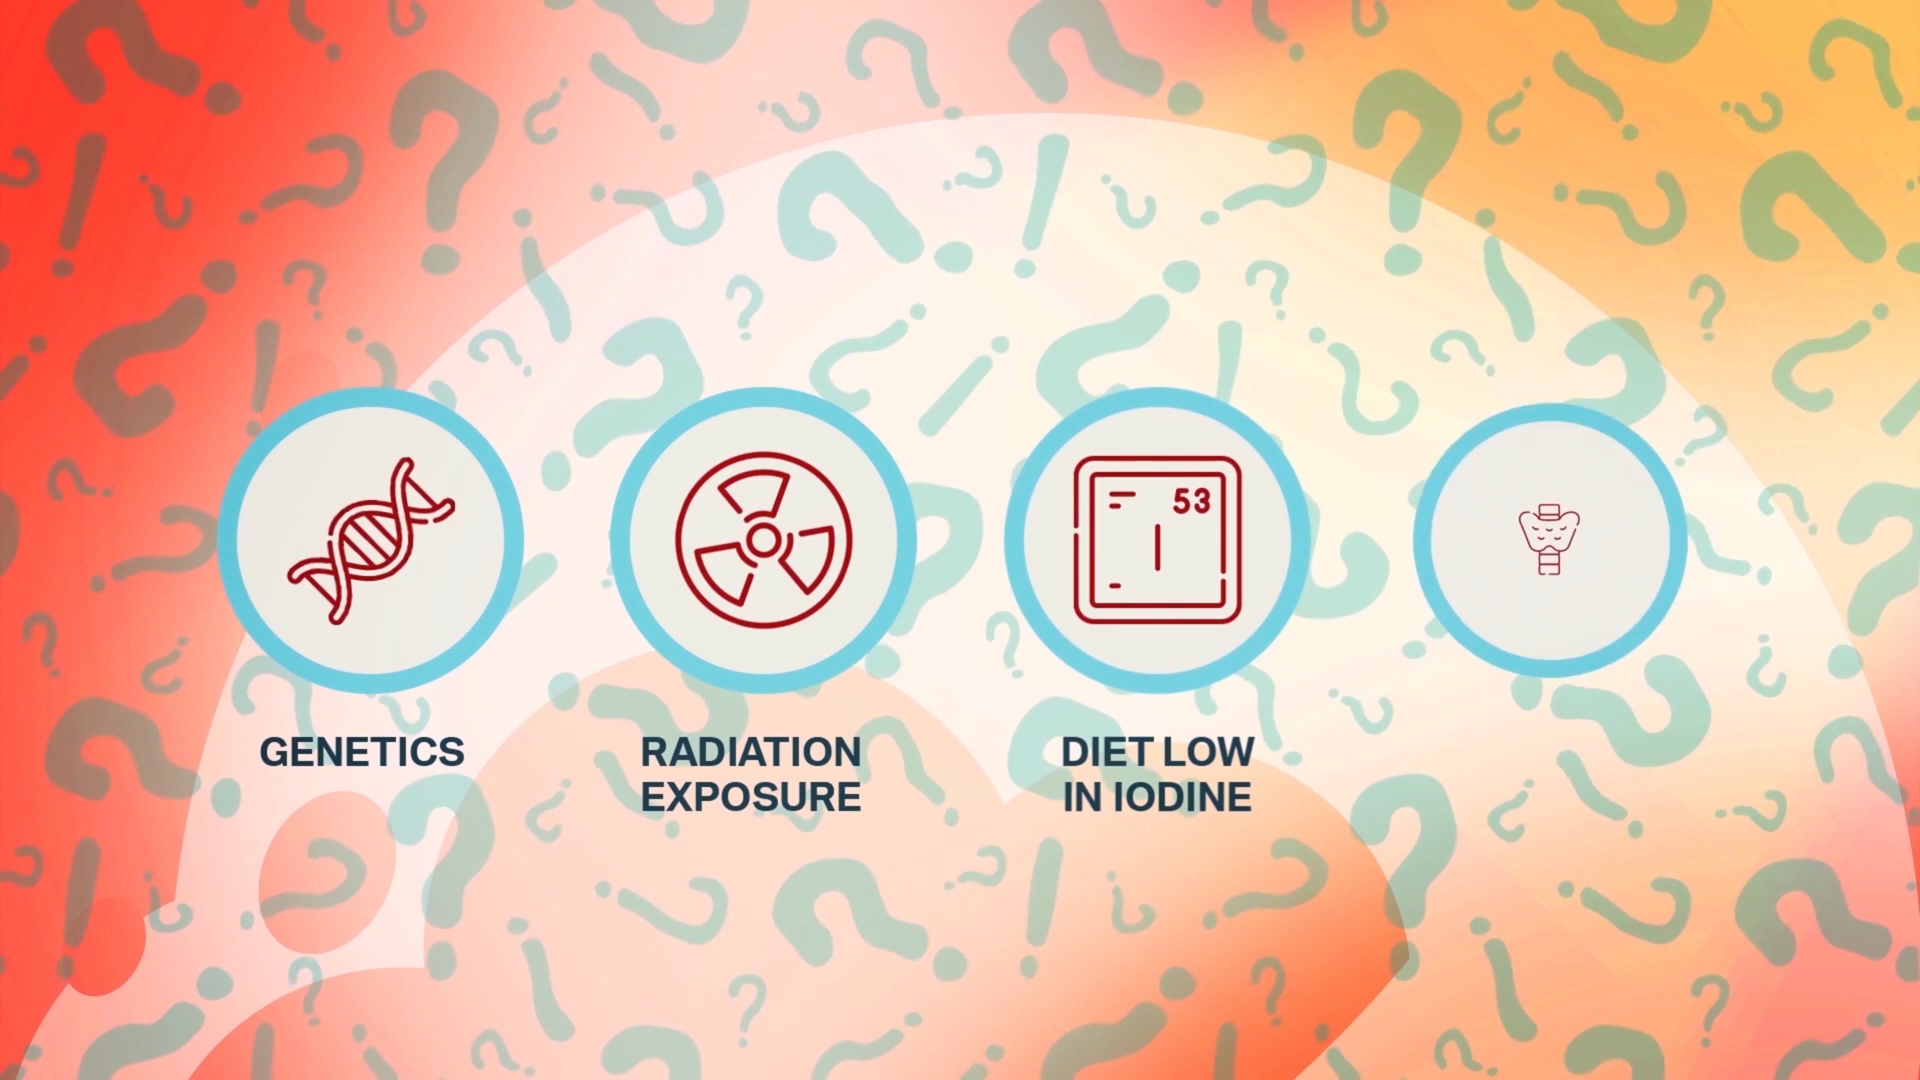 53
I
GENETICS
RADIATION
EXPOSURE
DIET LOW
IN IODINE